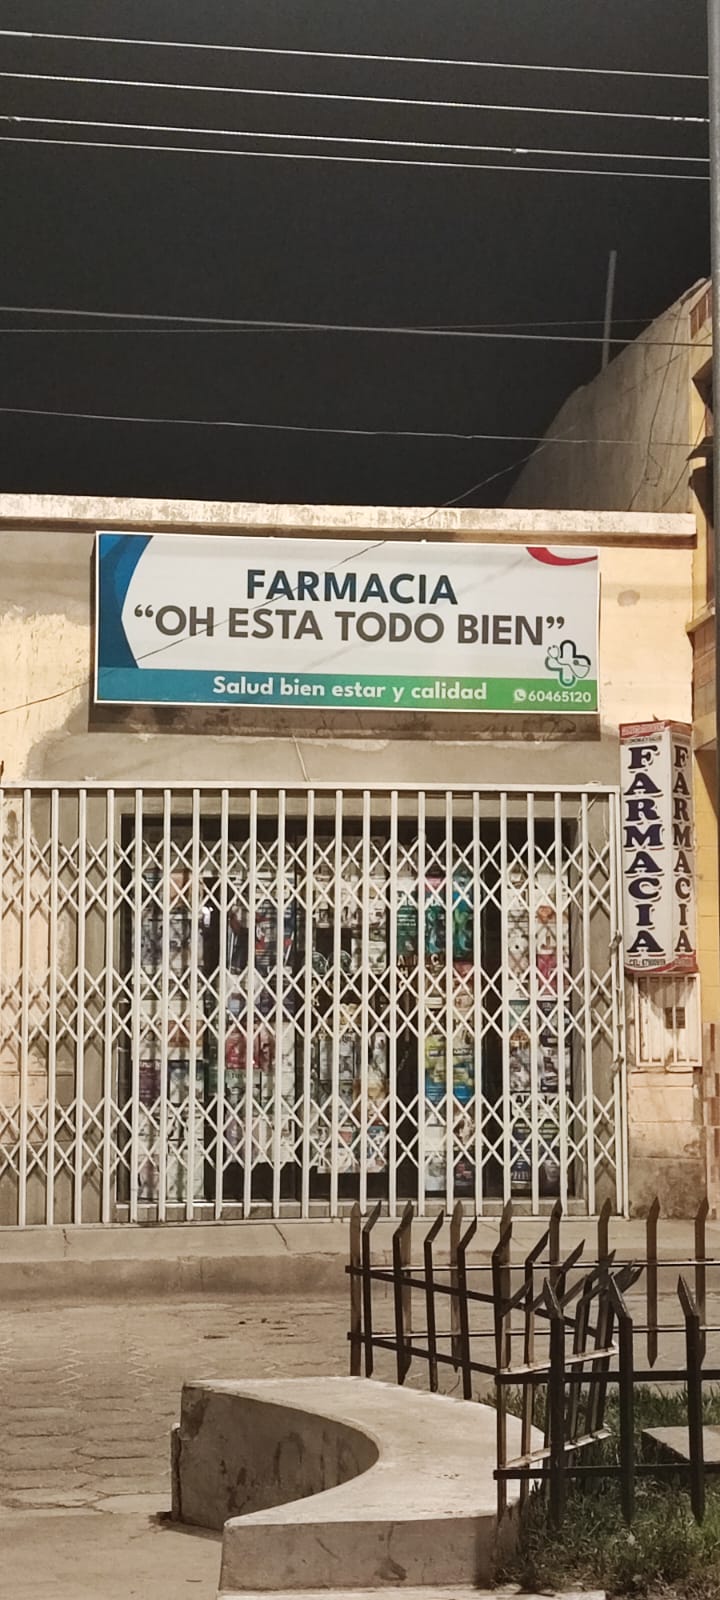 FARMACIA
“OH ESTA TODO BIEN”
Salud bien estar y calidad
60465120
FARMACIA
FARMACIA